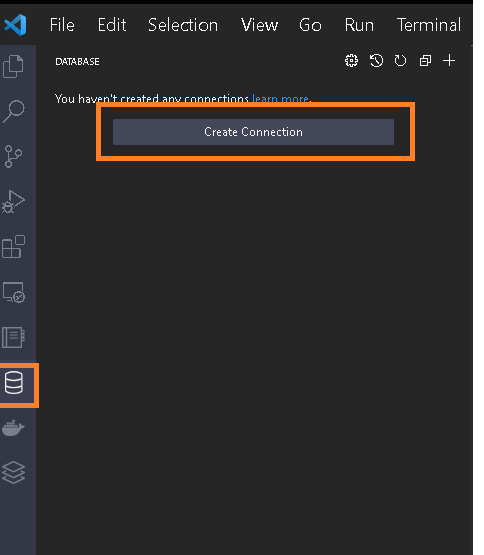 File Edit Selection View Go Run Terminal
DATABASE
You haven't created any connections learn more.
Create Connection